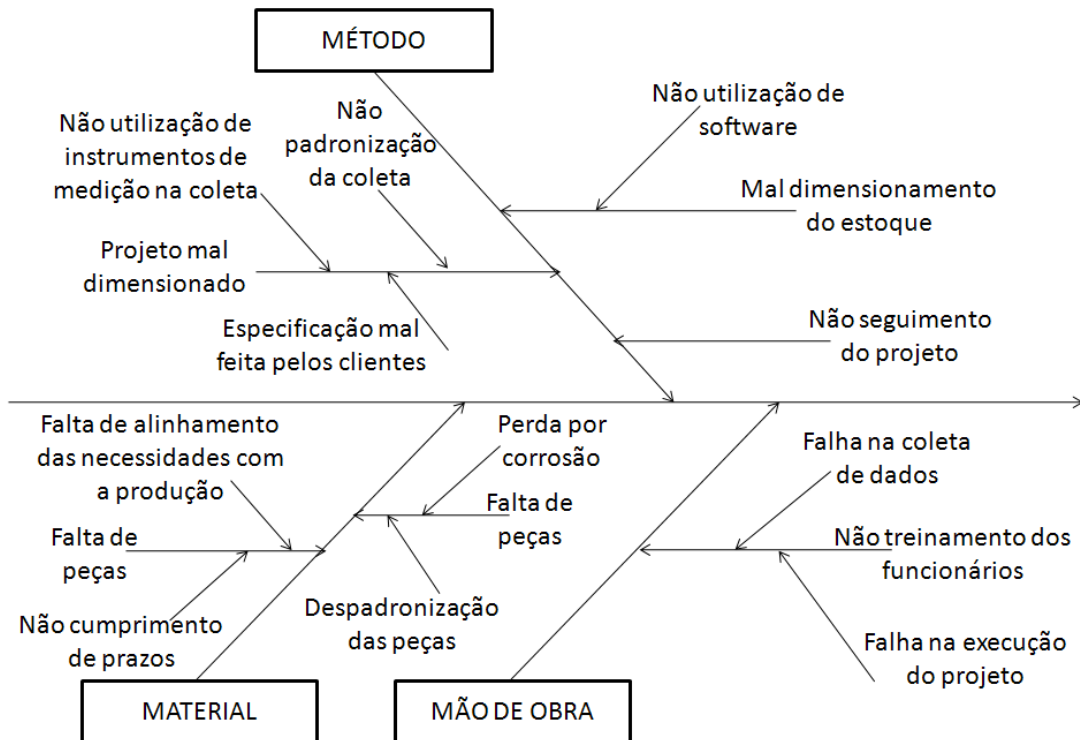 MÉTODO
Não utilização de
software
Não
padronização
da coleta
Não utilização de
instrumentos de
medição na coleta
Mal dimensionamento
do estoque
Projeto mal
dimensionado
Especificação mal
feita pelos clientes
Não seguimento
do projeto
Falta de alinhamento
das necessidades com
a produção
Perda por
corrosão
Falha na coleta
de dados
Falta de
peças
Falta de
peças
Não treinamento dos
funcionários
Despadronização
das peças
Não cumprimento
de prazos
Falha na execução
do projeto
MATERIAL
MÃO DE OBRA